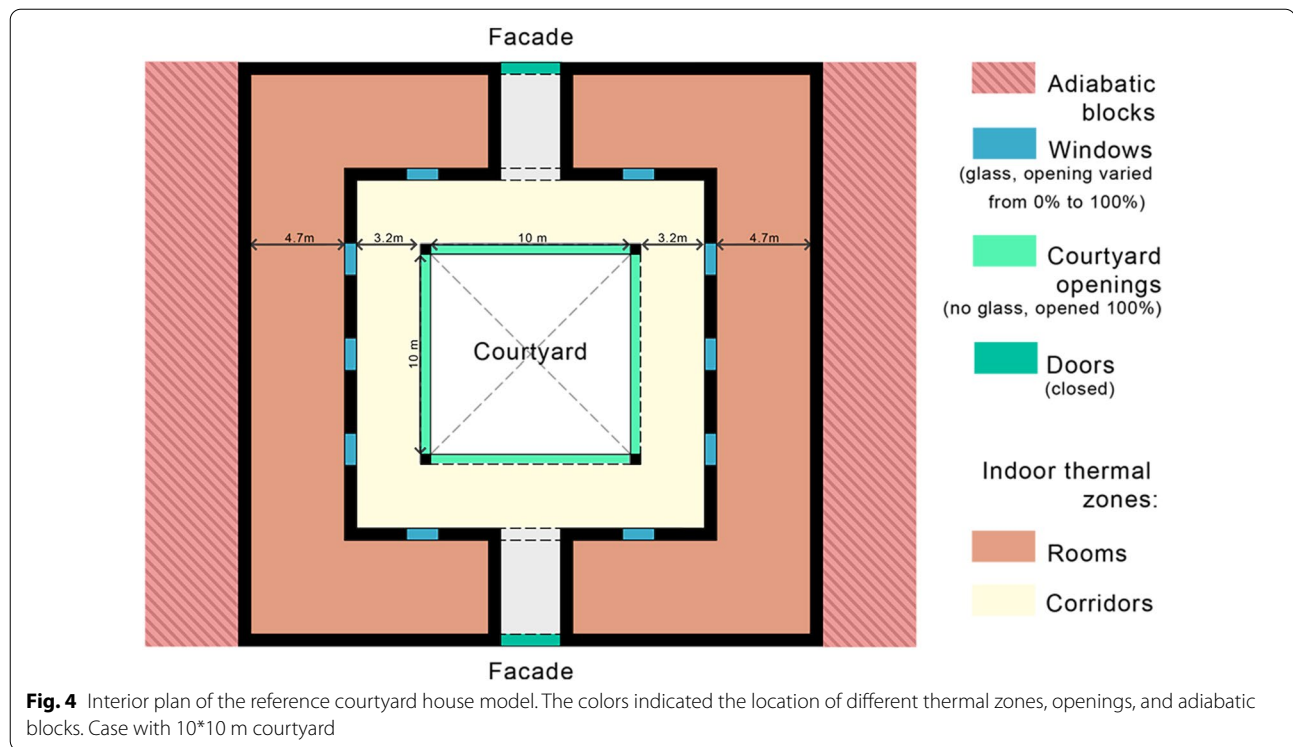 Facade
4.7m
3.2m
10 m
3.2m
4.7m
10 m
Courtyard
Facade
Adiabatic
blocks
Windows
(glass, opening varied
from 0% to 100%)
Courtyard
openings
(no glass, opened 100%)
Doors
(closed)
Indoor thermal
zones:
Rooms
Corridors
Fig. 4 Interior plan of the reference courtyard house model. The colors indicated the location of different thermal zones, openings, and adiabatic
blocks. Case with 10*10 m courtyard